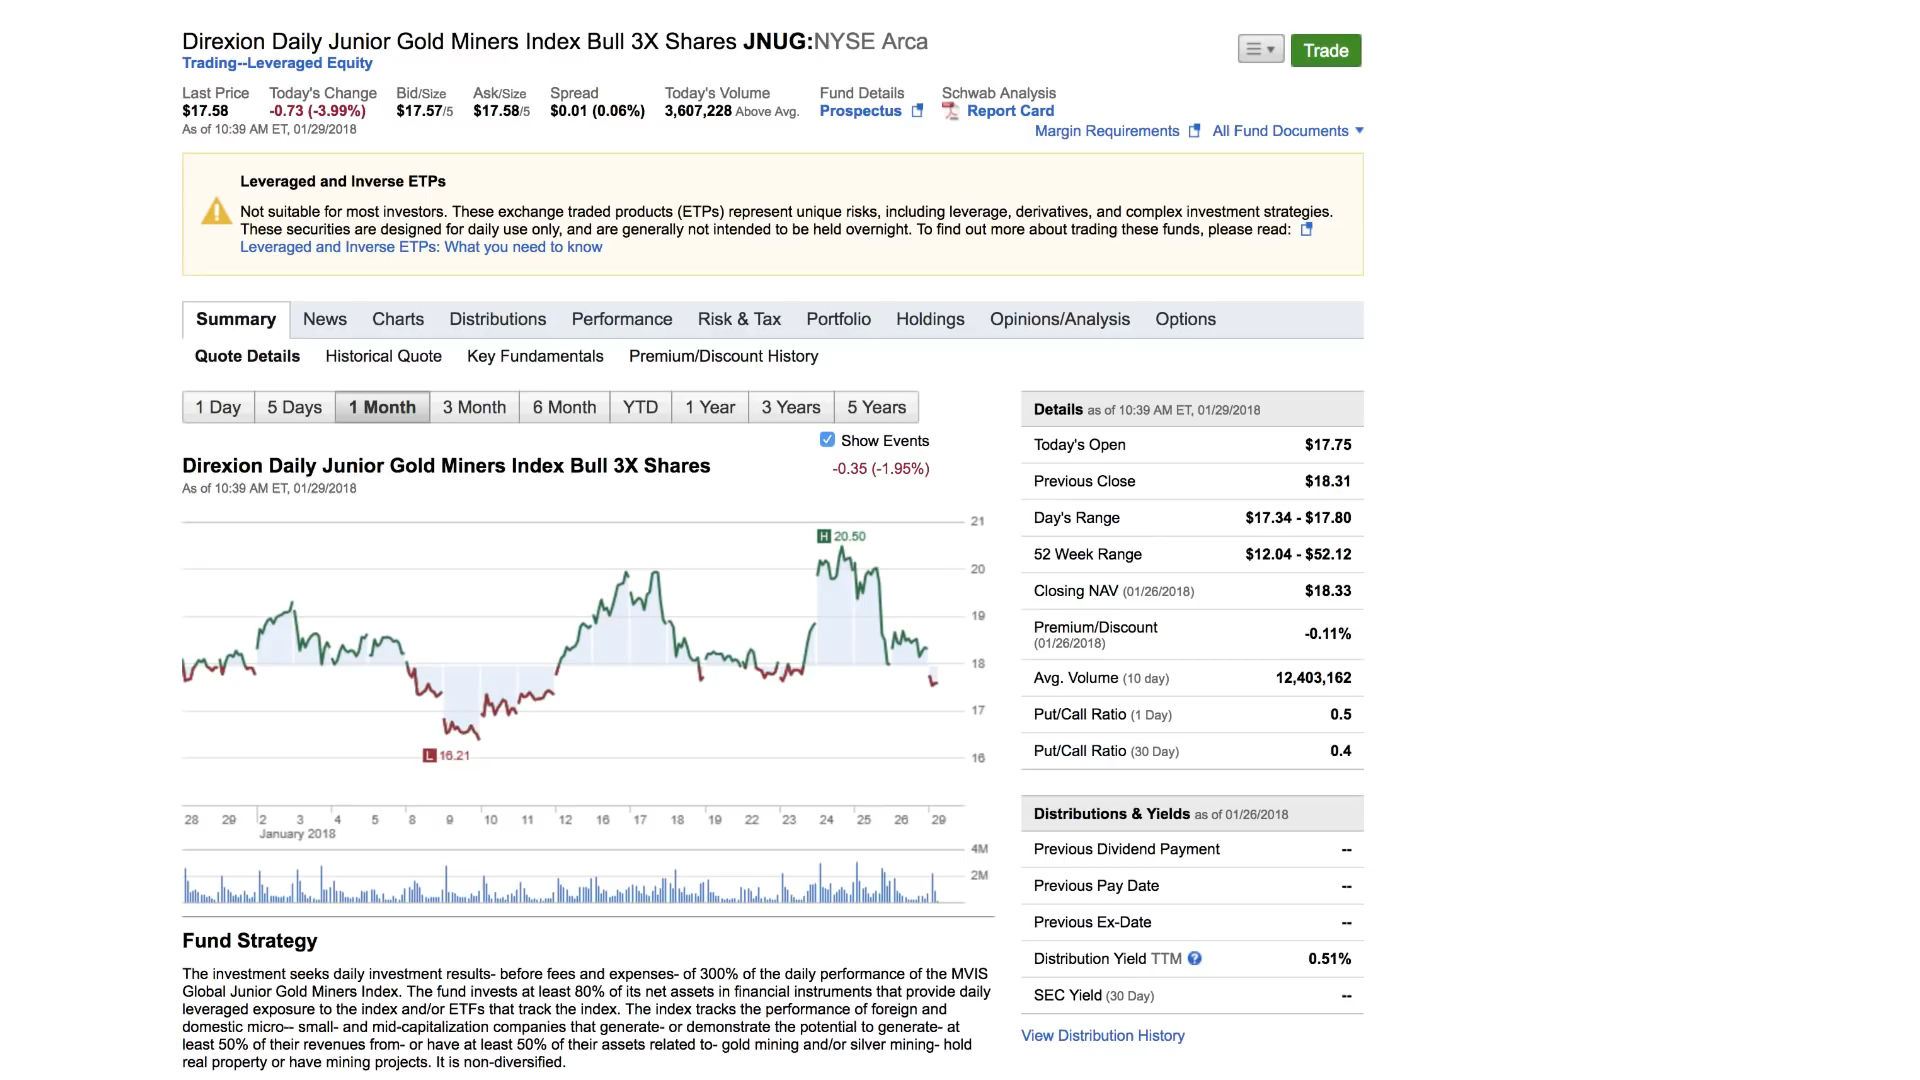 Direxion Daily Junior Gold Miners Index Bull 3X Shares JNUG:NYSE Arca
Trade
Trading--Leveraged Equity
Last Price Today's Change Bid/Size Ask/Size Spread Today's Volume Fund Details Schwab Analysis
$17.58 -0.73 (-3.99%) $17.57/5 $17.58/5 $0.01 (0.06%) 3,607,228 Above Avg. Prospectus Report Card
As of 10:39 AM ET, 01/29/2018
Margin Requirements All Fund Documents
Leveraged and Inverse ETPs
Not suitable for most investors. These exchange traded products (ETPs) represent unique risks, including leverage, derivatives, and complex investment strategies.
These securities are designed for daily use only, and are generally not intended to be held overnight. To find out more about trading these funds, please read:
Leveraged and Inverse ETPs: What you need to know
Summary News Charts Distributions Performance Risk & Tax Portfolio Holdings Opinions/Analysis Options
Quote Details Historical Quote Key Fundamentals Premium/Discount History
1 Day 5 Days 1 Month 3 Month 6 Month YTD 1 Year 3 Years 5 Years
Show Events
Direxion Daily Junior Gold Miners Index Bull 3X Shares
-0.35 (-1.95%)
As of 10:39 AM ET, 01/29/2018
21
H 20.50
20
19
18
17
L 16.21
16
28 29 2 3 4 5 8 9 10 11 12 16 17 18 19 22 23 24 25 26 29
January 2018
4M
2M
Fund Strategy
The investment seeks daily investment results- before fees and expenses- of 300% of the daily performance of the MVIS
Global Junior Gold Miners Index. The fund invests at least 80% of its net assets in financial instruments that provide daily
leveraged exposure to the index and/or ETFs that track the index. The index tracks the performance of foreign and
domestic micro-- small- and mid-capitalization companies that generate- or demonstrate the potential to generate- at
least 50% of their revenues from- or have at least 50% of their assets related to- gold mining and/or silver mining- hold
real property or have mining projects. It is non-diversified.
Details as of 10:39 AM ET, 01/29/2018
Today's Open $17.75
Previous Close $18.31
Day's Range $17.34 - $17.80
52 Week Range $12.04 - $52.12
Closing NAV (01/26/2018) $18.33
Premium/Discount
(01/26/2018)
-0.11%
Avg. Volume (10 day) 12,403,162
Put/Call Ratio (1 Day) 0.5
Put/Call Ratio (30 Day) 0.4
Distributions & Yields as of 01/26/2018
Previous Dividend Payment --
Previous Pay Date --
Previous Ex-Date --
Distribution Yield TTM ? 0.51%
SEC Yield (30 Day) --
View Distribution History